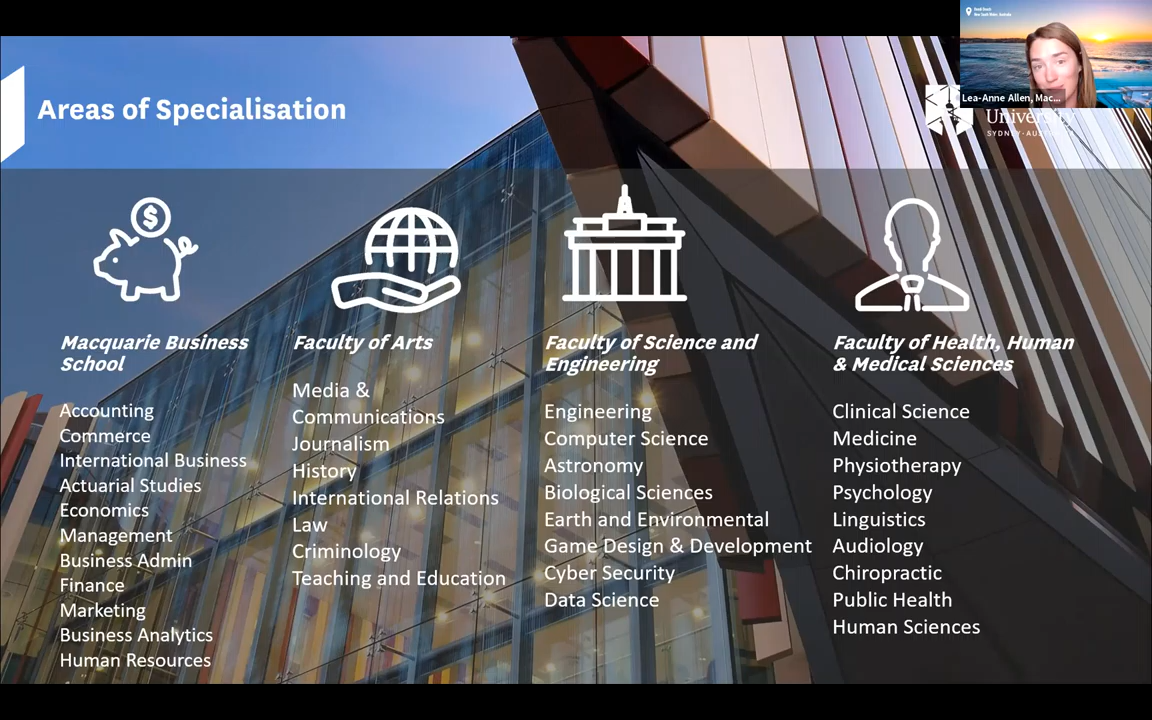 Areas of Specialisation
Lea-Anne Allen, Mac...
University
SYDNEY·AUSTRALIA
$
Macquarie Business
School
Accounting
Commerce
International Business
Actuarial Studies
Economics
Management
Business Admin
Finance
Marketing
Business Analytics
Human Resources
Faculty of Arts
Media &
Communications
Journalism
History
International Relations
Law
Criminology
Teaching and Education
Faculty of Science and
Engineering
Engineering
Computer Science
Astronomy
Biological Sciences
Earth and Environmental
Game Design & Development
Cyber Security
Data Science
Faculty of Health, Human
& Medical Sciences
Clinical Science
Medicine
Physiotherapy
Psychology
Linguistics
Audiology
Chiropractic
Public Health
Human Sciences